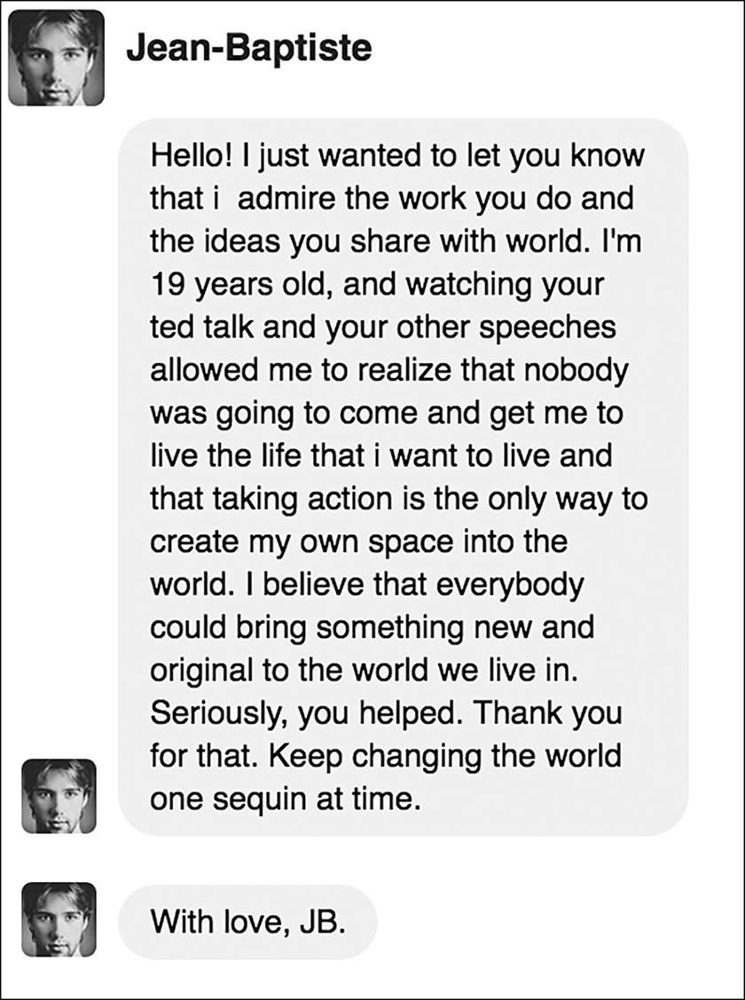 Jean-Baptiste
Hello! I just wanted to let you know
that i  admire the work you do and
the ideas you share with world. I'm
19 years old, and watching your
ted talk and your other speeches
allowed me to realize that nobody
was going to come and get me to
live the life that i want to live and
that taking action is the only way to
create my own space into the
world. I believe that everybody
could bring something new and
original to the world we live in.
Seriously, you helped. Thank you
for that. Keep changing the world
one sequin at time.
With love, JB.